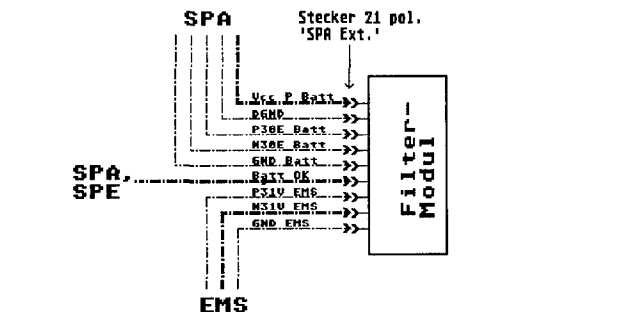 SPA
Stecker 21 pol.
'SPA Ext.'
Vcc P Batt
DGND
P30E Batt
N30E Batt
GND Batt
SPA,
SPE
Batt OK
P31V EMS
N31V EMS
GND EMS
Filter-
Modul
EMS